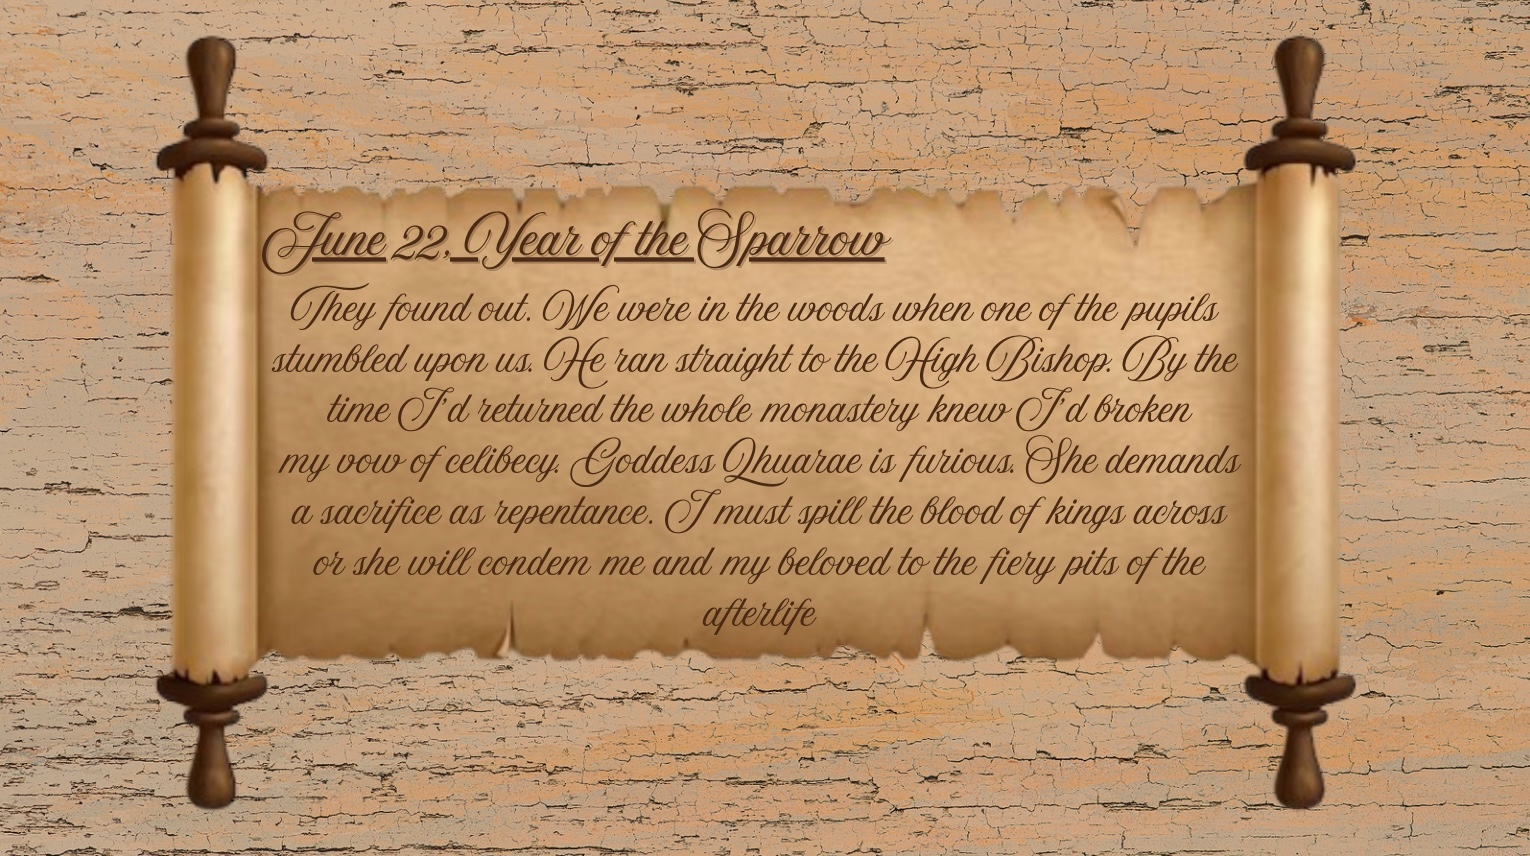 June 22, Year of the Sparrow
They found out. We were in the woods when one of the pupils
stumbled upon us. He ran straight to the High Bishop. By the
time I'd returned the whole monastery knew I'd broken
my vow of celibecy. Goddess Qhuarae is furious. She demands
a sacrifice as repentance. I must spill the blood of kings across
or she will condem me and my beloved to the fiery pits of the
afterlife